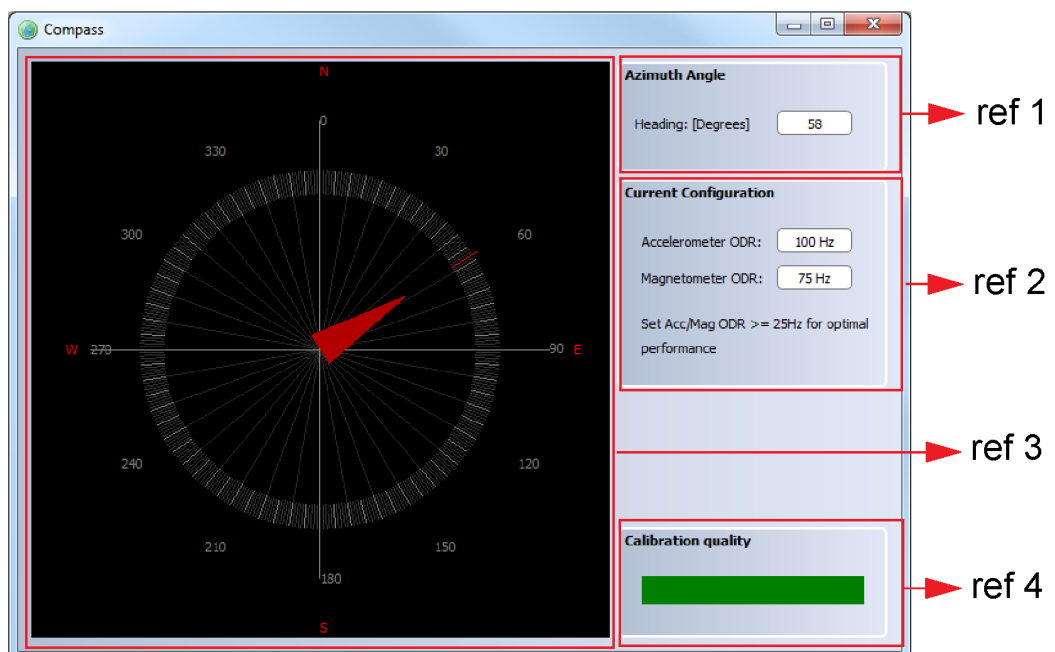 Compass
N
0
330
30
300
60
W
270
90
E
240
120
210
150
180
S
Azimuth Angle
Heading: [Degrees] 58
Current Configuration
Accelerometer ODR: 100 Hz
Magnetometer ODR: 75 Hz
Set Acc/Mag ODR >= 25Hz for optimal
performance
Calibration quality
ref 1
ref 2
ref 3
ref 4